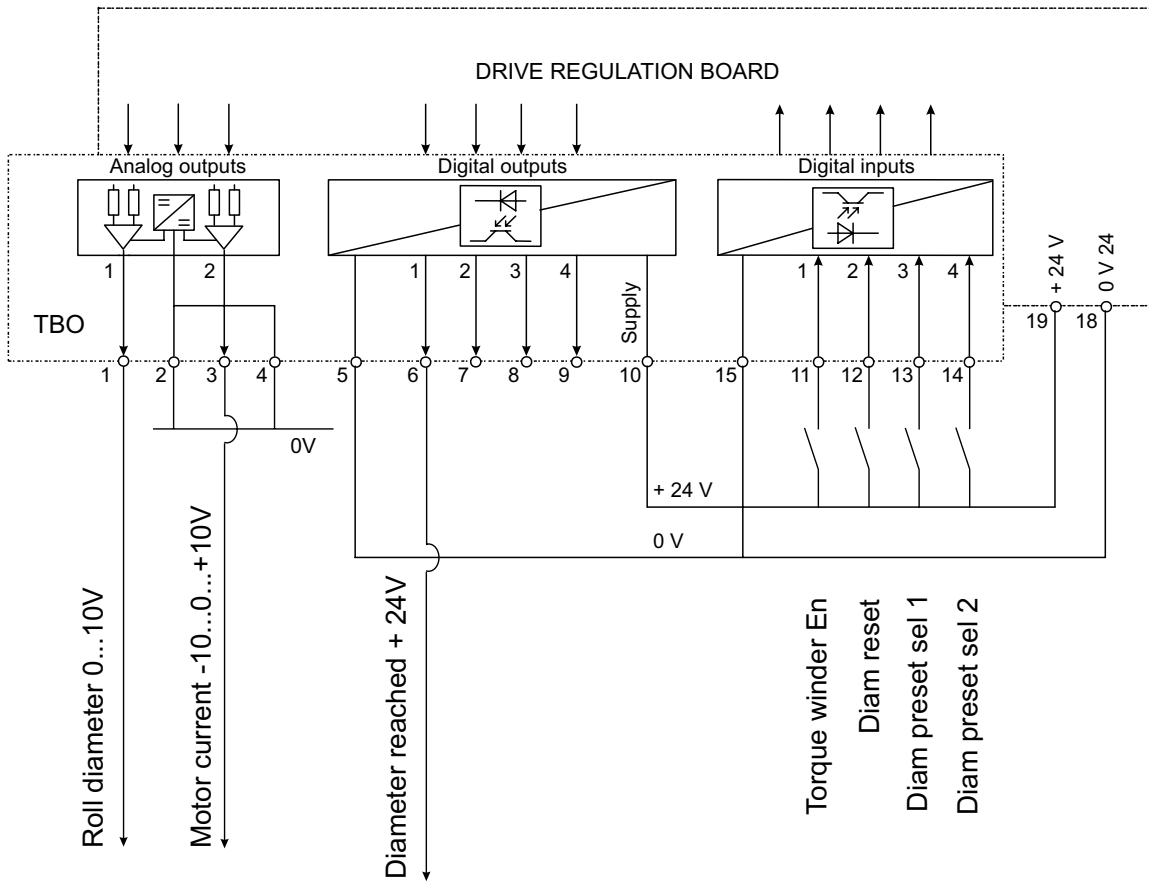 DRIVE REGULATION BOARD
Analog outputs
Digital outputs
Digital inputs
1
2
1
2
3
4
Supply
1
2
3
4
+ 24 V
0 V 24
TBO
19
18
1
2
3
4
5
6
7
8
9
10
15
11
12
13
14
0V
+ 24 V
0 V
Roll diameter 0...10V
Motor current -10...0...+10V
Diameter reached + 24V
Torque winder En
Diam reset
Diam preset sel 1
Diam preset sel 2